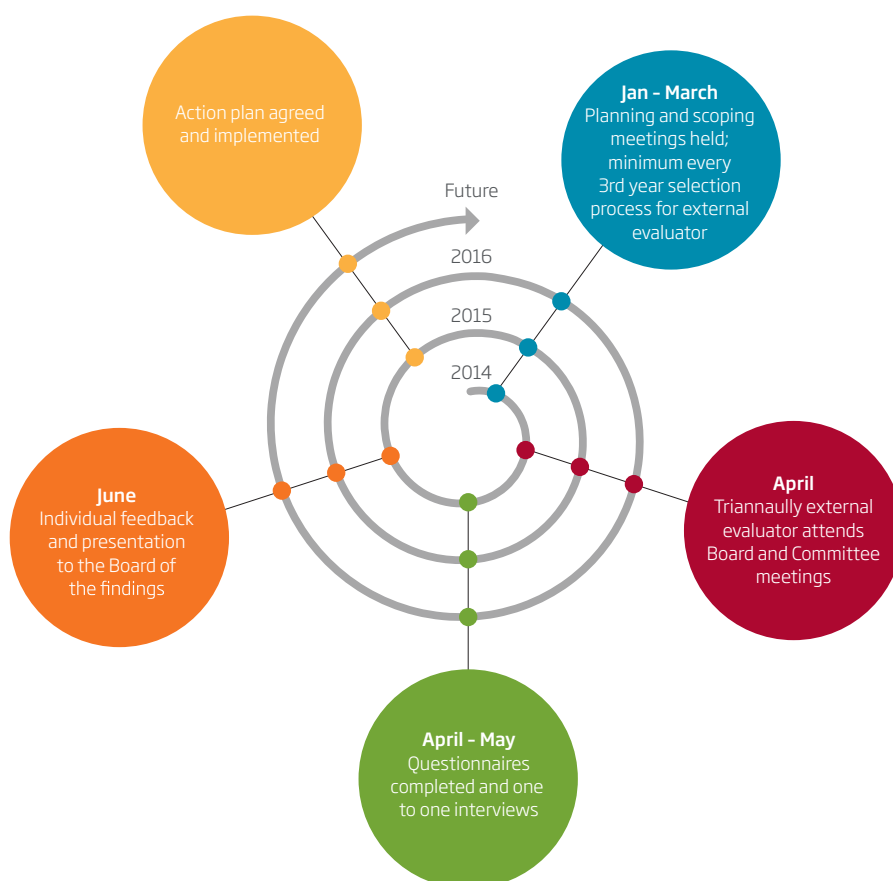 Action plan agreed
and implemented
Jan – March
Planning and scoping
meetings held;
minimum every
3rd year selection
process for external
evaluator
Future
2016
2015
2014
June
Individual feedback
and presentation
to the Board of
the findings
April
Triannaully external
evaluator attends
Board and Committee
meetings
April – May
Questionnaires
completed and one
to one interviews